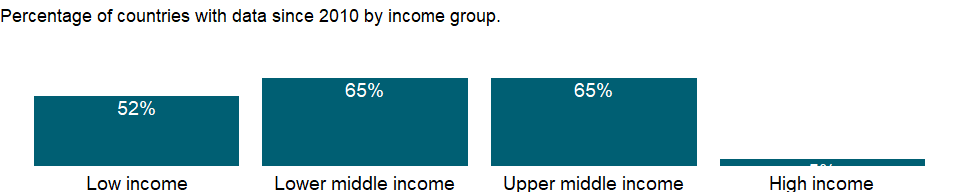 Percentage of countries with data since 2010 by income group.
52%
65%
65%
Low income
Lower middle income
Upper middle income
High income